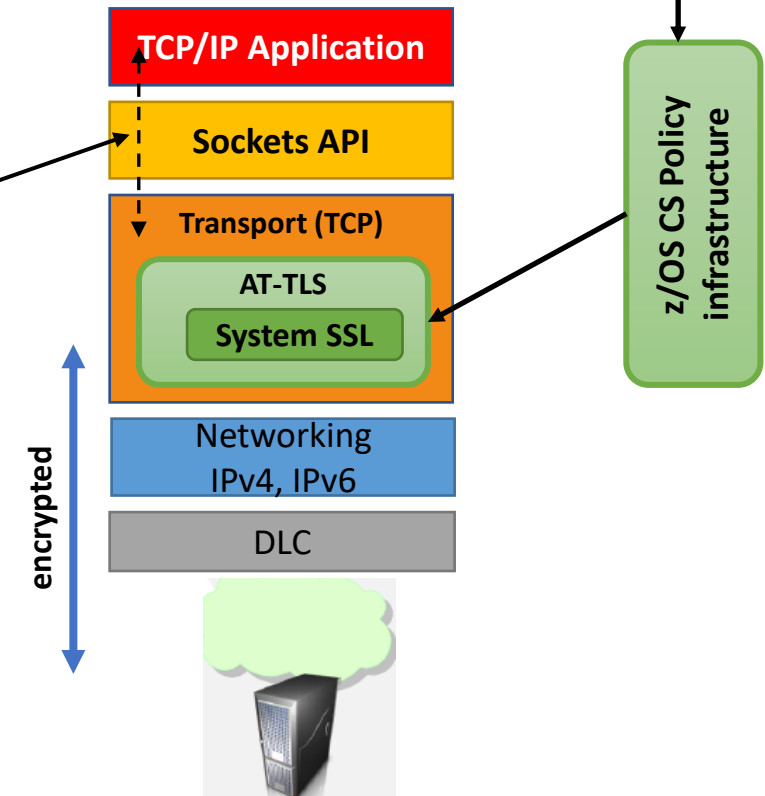 TCP/IP Application
Sockets API
Transport (TCP)
AT-TLS
System SSL
Networking
IPv4, IPv6
DLC
encrypted
z/OS CS Policy
infrastructure